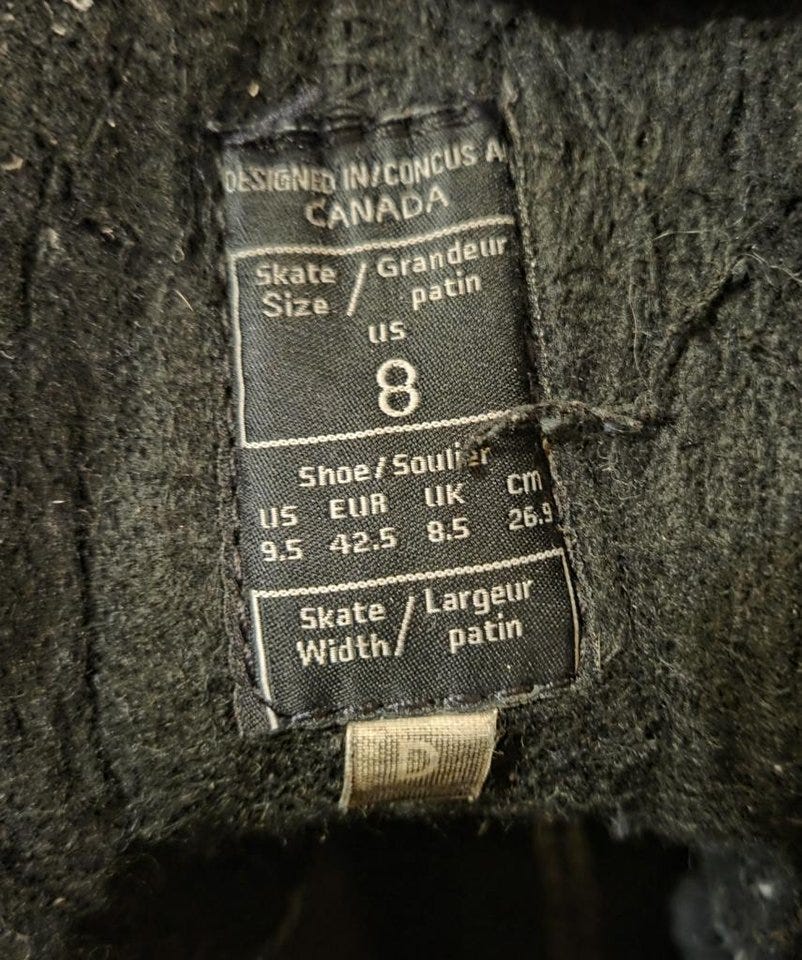 DESIGNED IN/CONCUS A
CANADA
Skate Size / Grandeur patin
US
8
Shoe/Soulier
US EUR UK CM
9.5 42.5 8.5 26.9
Skate Width / Largeur patin
D